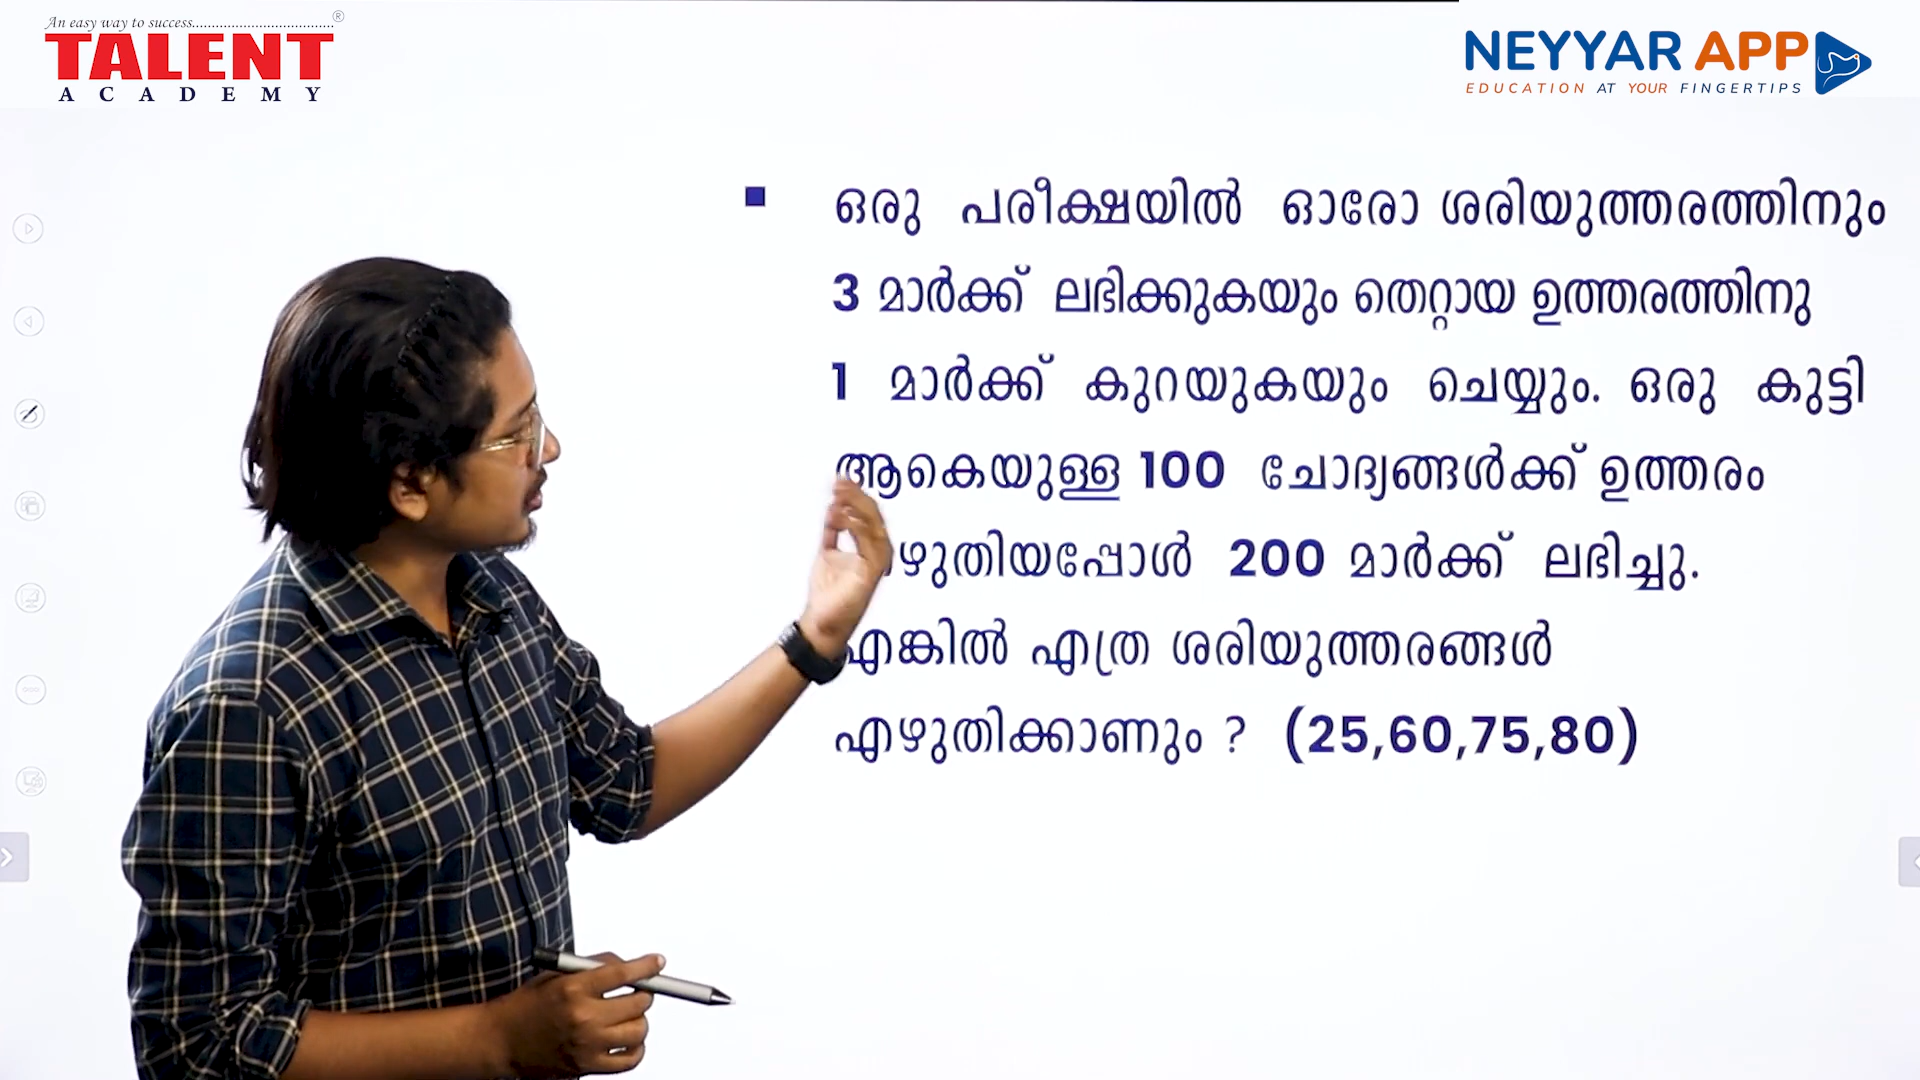 An easy way to success....................................®
TALENT
ACADEMY
NEYYAR APP
EDUCATION AT YOUR FINGERTIPS
ഒരു പരീക്ഷയിൽ ഓരോ ശരിയുത്തരത്തിനും
3 മാർക്ക് ലഭിക്കുകയും തെറ്റായ ഉത്തരത്തിനു
1 മാർക്ക് കുറയുകയും ചെയ്യും. ഒരു കുട്ടി
ആകെയുള്ള 100 ചോദ്യങ്ങൾക്ക് ഉത്തരം
എഴുതിയപ്പോൾ 200 മാർക്ക് ലഭിച്ചു.
എങ്കിൽ എത്ര ശരിയുത്തരങ്ങൾ
എഴുതിക്കാണും ? (25,60,75,80)